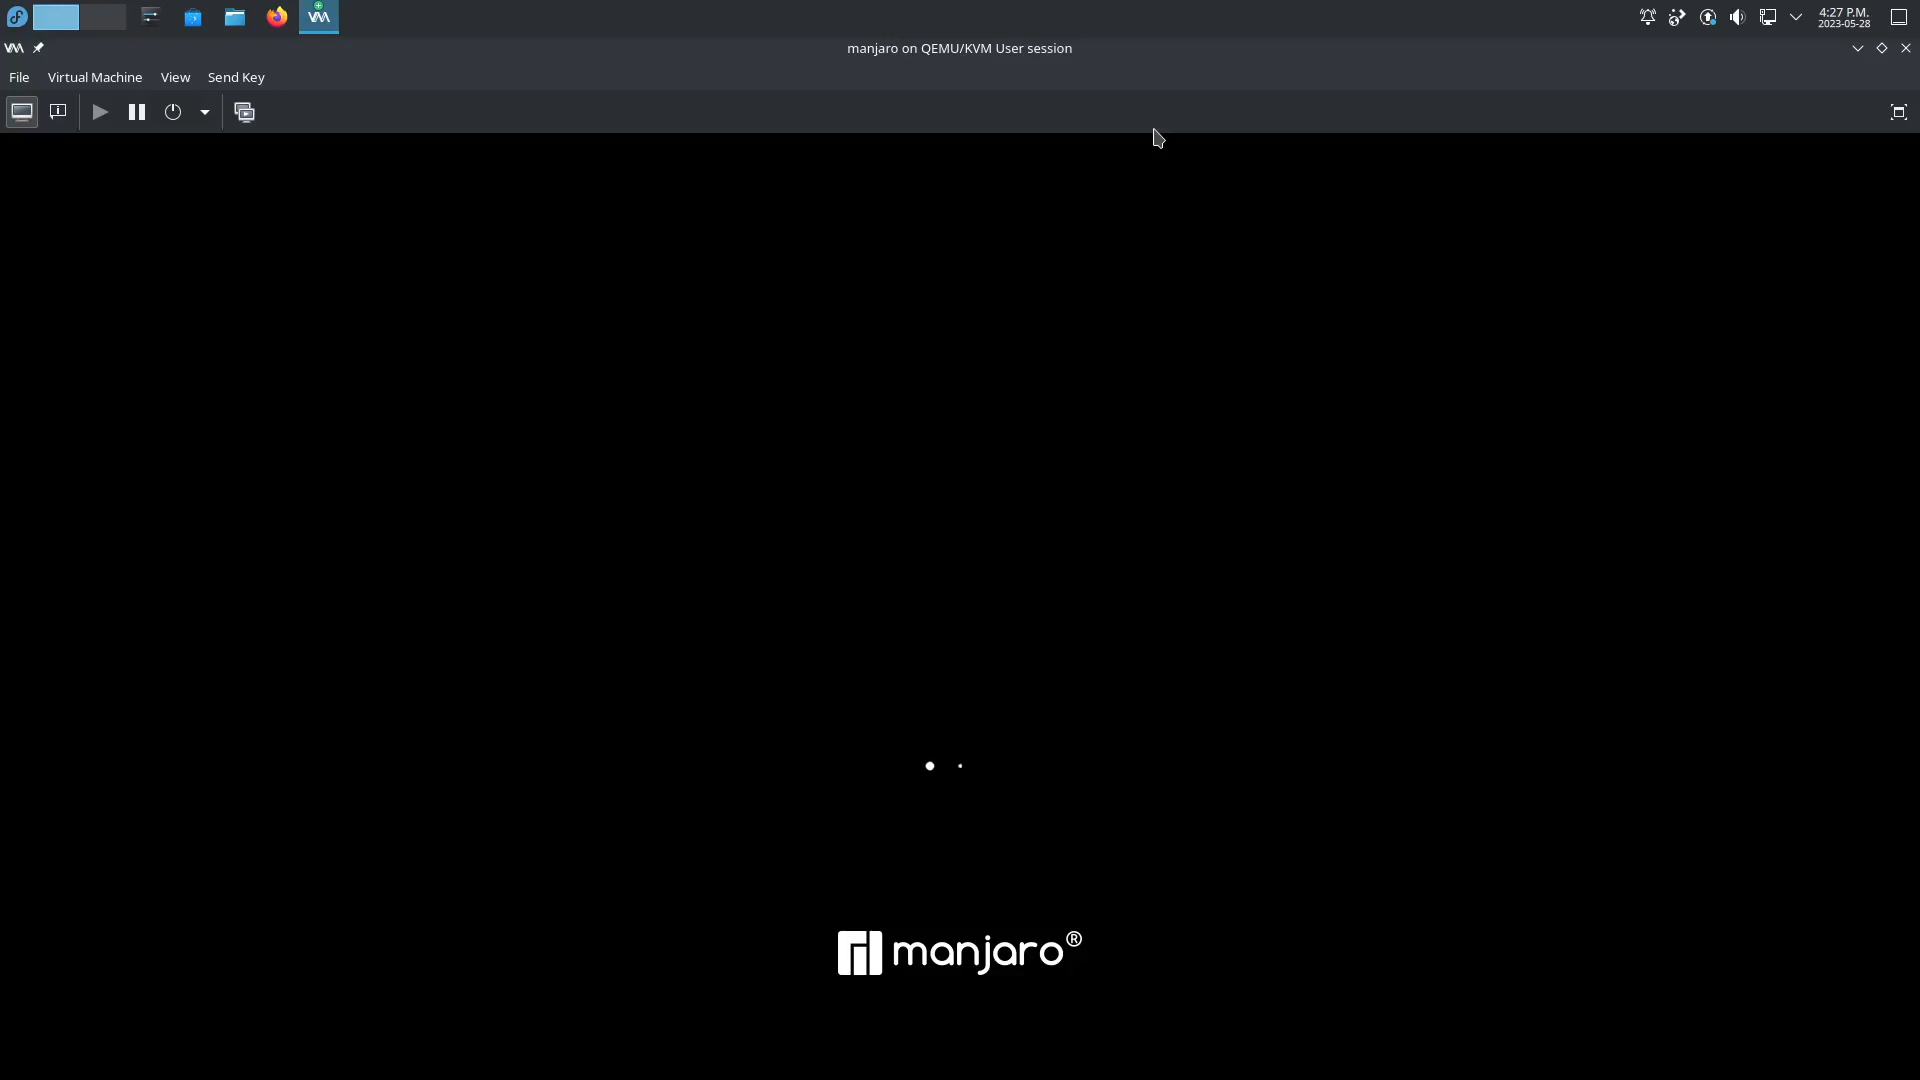 4:27 P.M.
2023-05-28
manjaro on QEMU/KVM User session
File Virtual Machine View Send Key
manjaro®